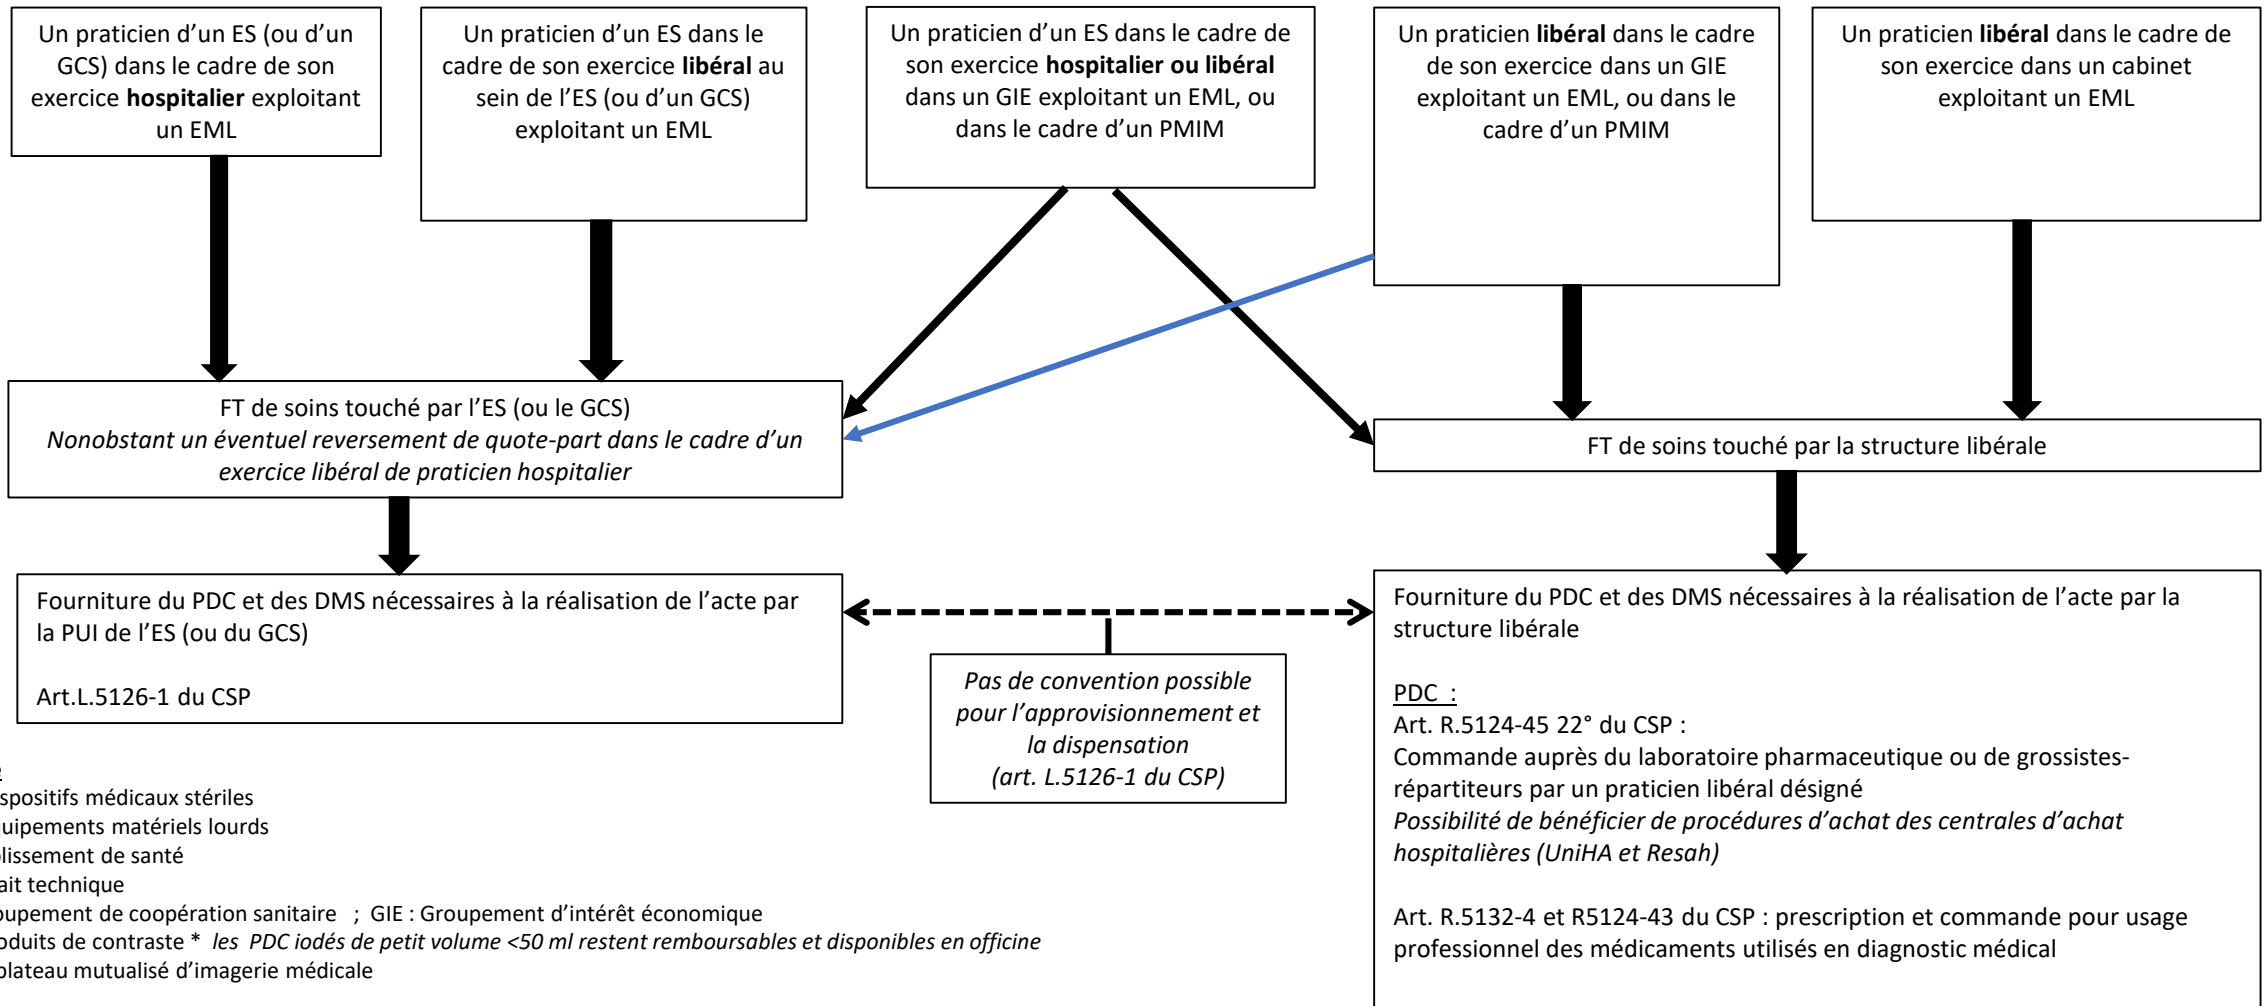 Un praticien d’un ES (ou d’un
GCS) dans le cadre de son
exercice hospitalier exploitant
un EML
Un praticien d’un ES dans le
cadre de son exercice libéral au
sein de l’ES (ou d’un GCS)
exploitant un EML
Un praticien d’un ES dans le cadre de
son exercice hospitalier ou libéral
dans un GIE exploitant un EML, ou
dans le cadre d’un PMIM
Un praticien libéral dans le cadre
de son exercice dans un GIE
exploitant un EML, ou dans le
cadre d’un PMIM
Un praticien libéral dans le cadre de
son exercice dans un cabinet
exploitant un EML
FT de soins touché par l’ES (ou le GCS)
Nonobstant un éventuel reversement de quote-part dans le cadre d’un
exercice libéral de praticien hospitalier
FT de soins touché par la structure libérale
Fourniture du PDC et des DMS nécessaires à la réalisation de l’acte par
la PUI de l’ES (ou du GCS)
Art.L.5126-1 du CSP
Pas de convention possible
pour l’approvisionnement et
la dispensation
(art. L.5126-1 du CSP)
Fourniture du PDC et des DMS nécessaires à la réalisation de l’acte par la
structure libérale
PDC :
Art. R.5124-45 22° du CSP :
Commande auprès du laboratoire pharmaceutique ou de grossistes-
répartiteurs par un praticien libéral désigné
Possibilité de bénéficier de procédures d’achat des centrales d’achat
hospitalières (UniHA et Resah)
Art. R.5132-4 et R5124-43 du CSP : prescription et commande pour usage
professionnel des médicaments utilisés en diagnostic médical
spositifs médicaux stériles
quipements matériels lourds
blissement de santé
ait technique
oupement de coopération sanitaire ; GIE : Groupement d’intérêt économique
oduits de contraste * les PDC iodés de petit volume <50 ml restent remboursables et disponibles en officine
plateau mutualisé d’imagerie médicale